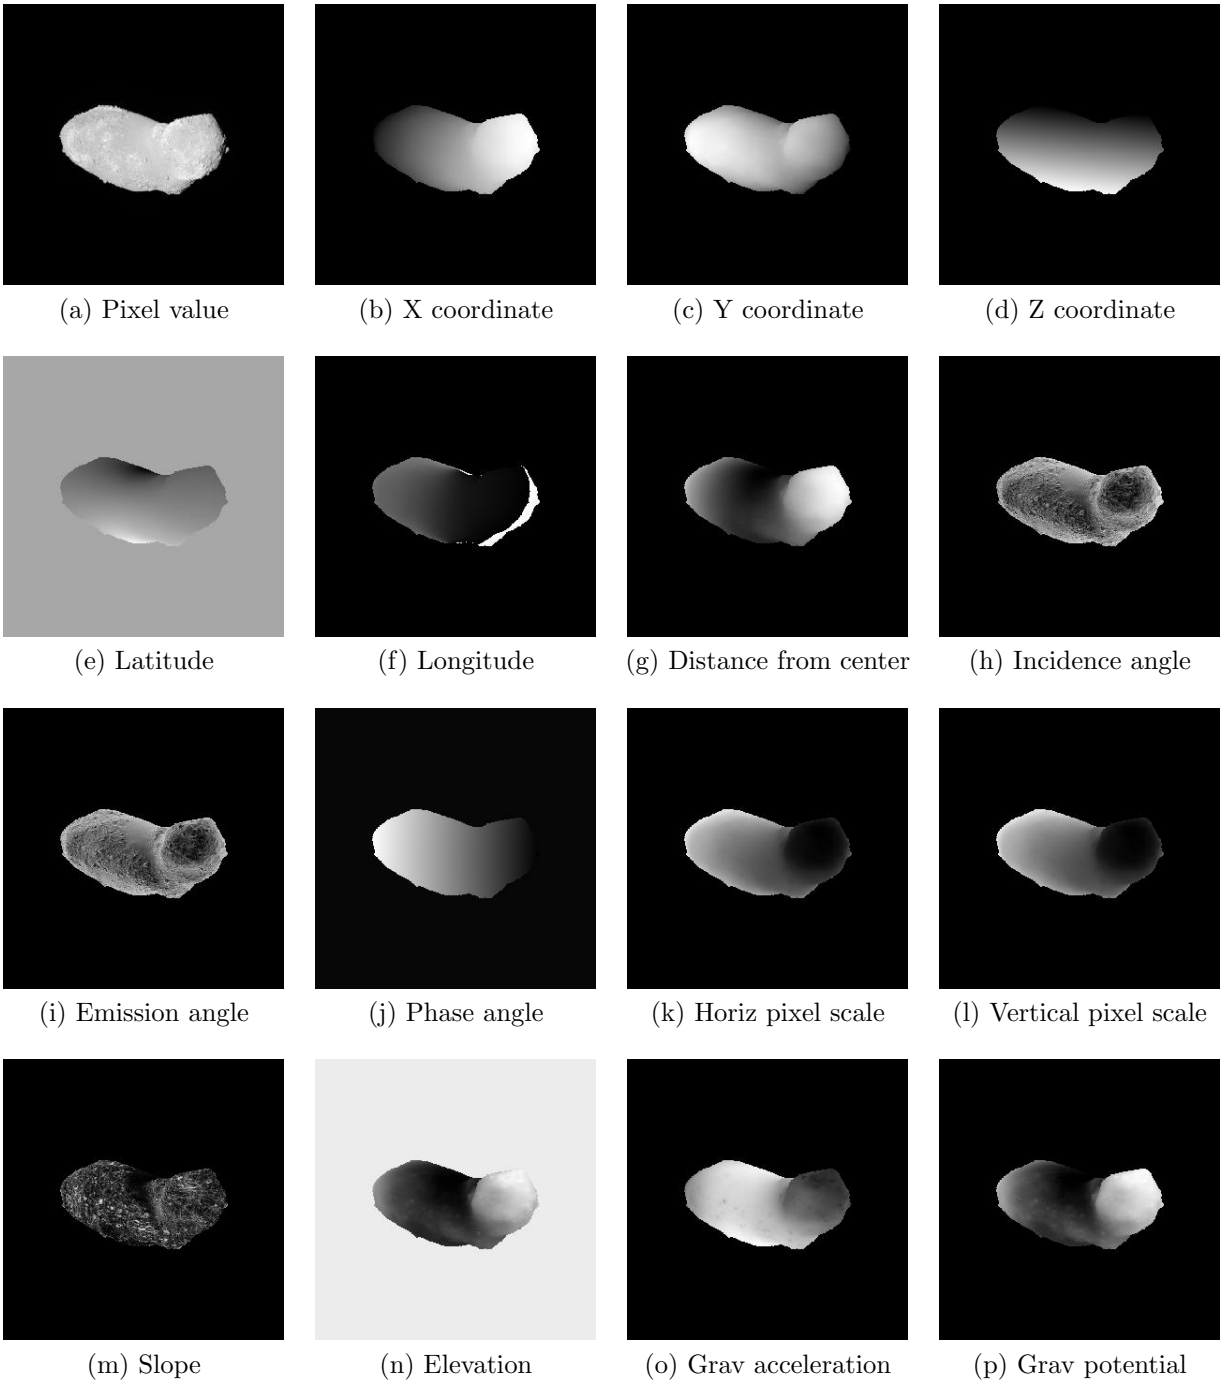 (a) Pixel value
(b) X coordinate
(c) Y coordinate
(d) Z coordinate
(e) Latitude
(f) Longitude
(g) Distance from center
(h) Incidence angle
(i) Emission angle
(j) Phase angle
(k) Horiz pixel scale
(l) Vertical pixel scale
(m) Slope
(n) Elevation
(o) Grav acceleration
(p) Grav potential